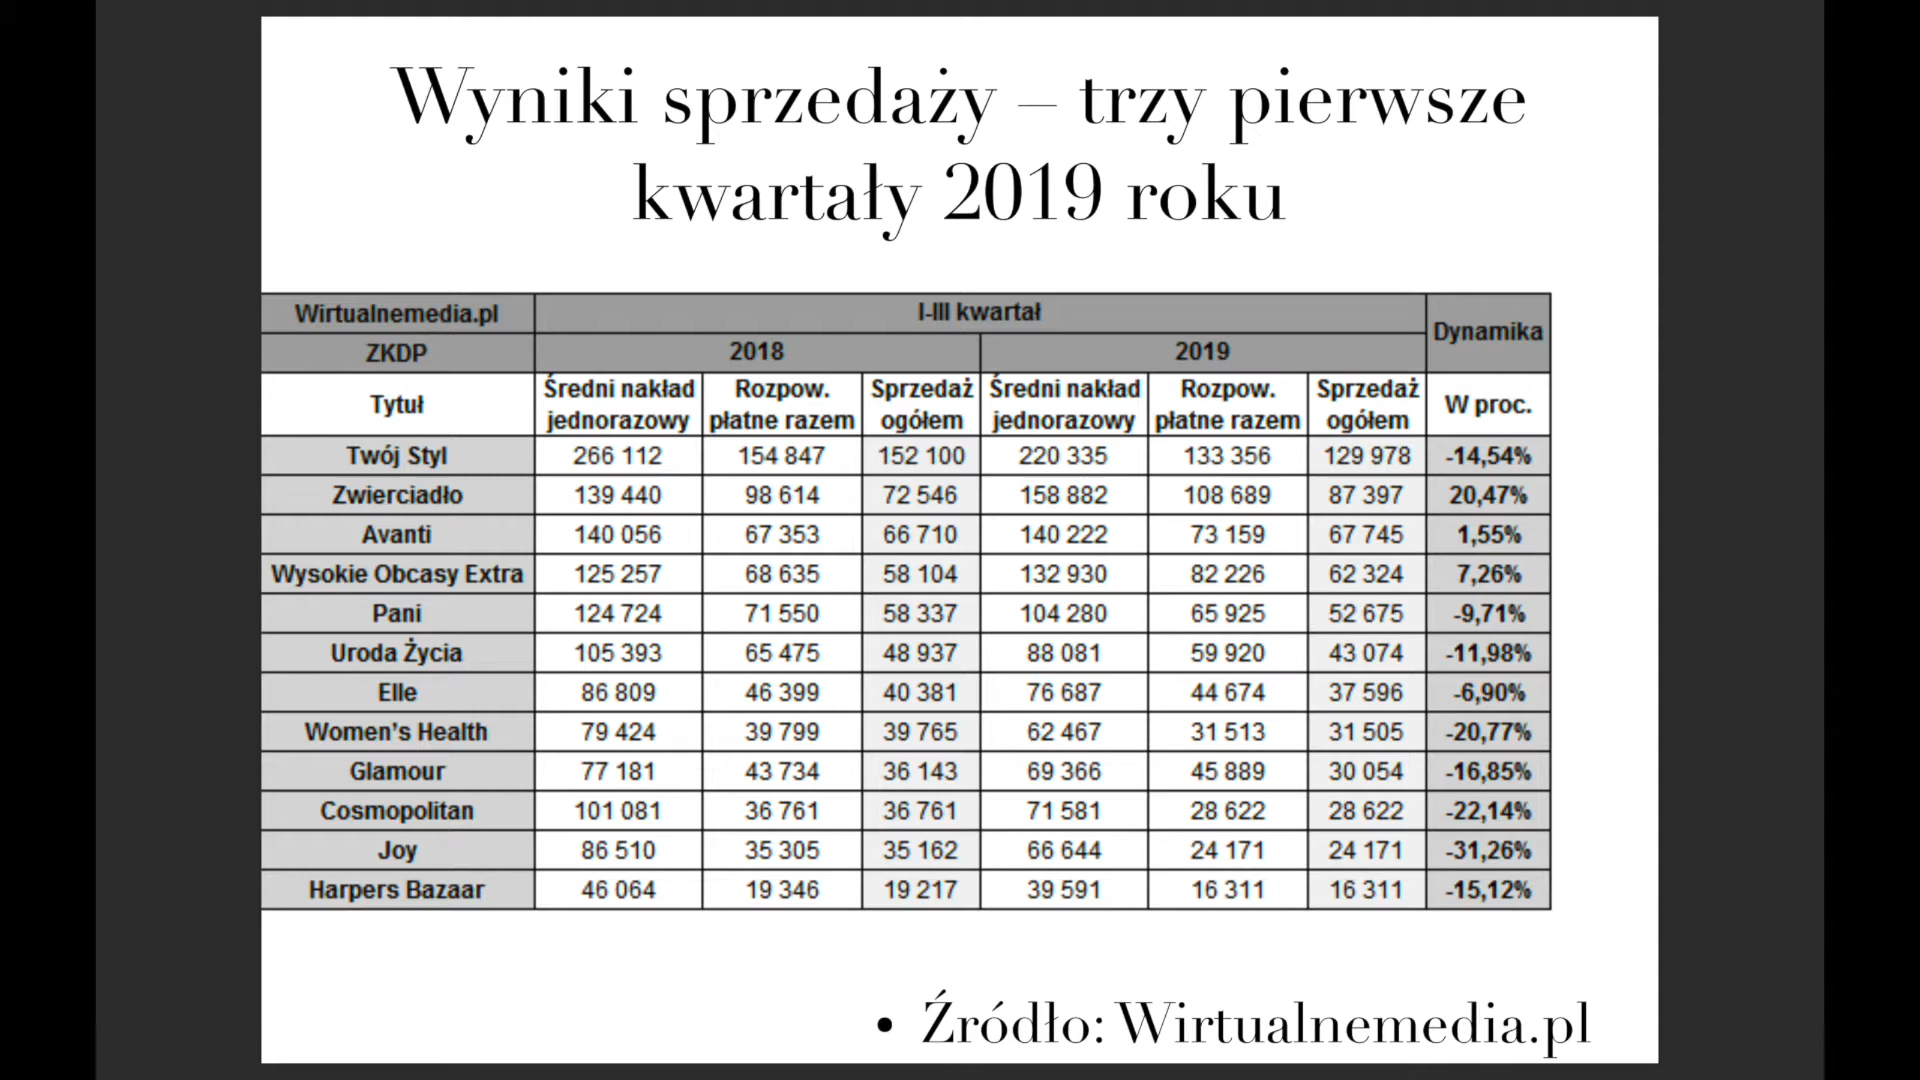 Wyniki sprzedaży – trzy pierwsze
kwartały 2019 roku
Wirtualnemedia.pl I-III kwartał Dynamika
ZKDP 2018 2019
Tytuł Średni nakład jednorazowy Rozpow. płatne razem Sprzedaż ogółem Średni nakład jednorazowy Rozpow. płatne razem Sprzedaż ogółem W proc.
Twój Styl 266 112 154 847 152 100 220 335 133 356 129 978 -14,54%
Zwierciadło 139 440 98 614 72 546 158 882 108 689 87 397 20,47%
Avanti 140 056 67 353 66 710 140 222 73 159 67 745 1,55%
Wysokie Obcasy Extra 125 257 68 635 58 104 132 930 82 226 62 324 7,26%
Pani 124 724 71 550 58 337 104 280 65 925 52 675 -9,71%
Uroda Życia 105 393 65 475 48 937 88 081 59 920 43 074 -11,98%
Elle 86 809 46 399 40 381 76 687 44 674 37 596 -6,90%
Women’s Health 79 424 39 799 39 765 62 467 31 513 31 505 -20,77%
Glamour 77 181 43 734 36 143 69 366 45 889 30 054 -16,85%
Cosmopolitan 101 081 36 761 36 761 71 581 28 622 28 622 -22,14%
Joy 86 510 35 305 35 162 66 644 24 171 24 171 -31,26%
Harpers Bazaar 46 064 19 346 19 217 39 591 16 311 16 311 -15,12%
• Źródło: Wirtualnemedia.pl